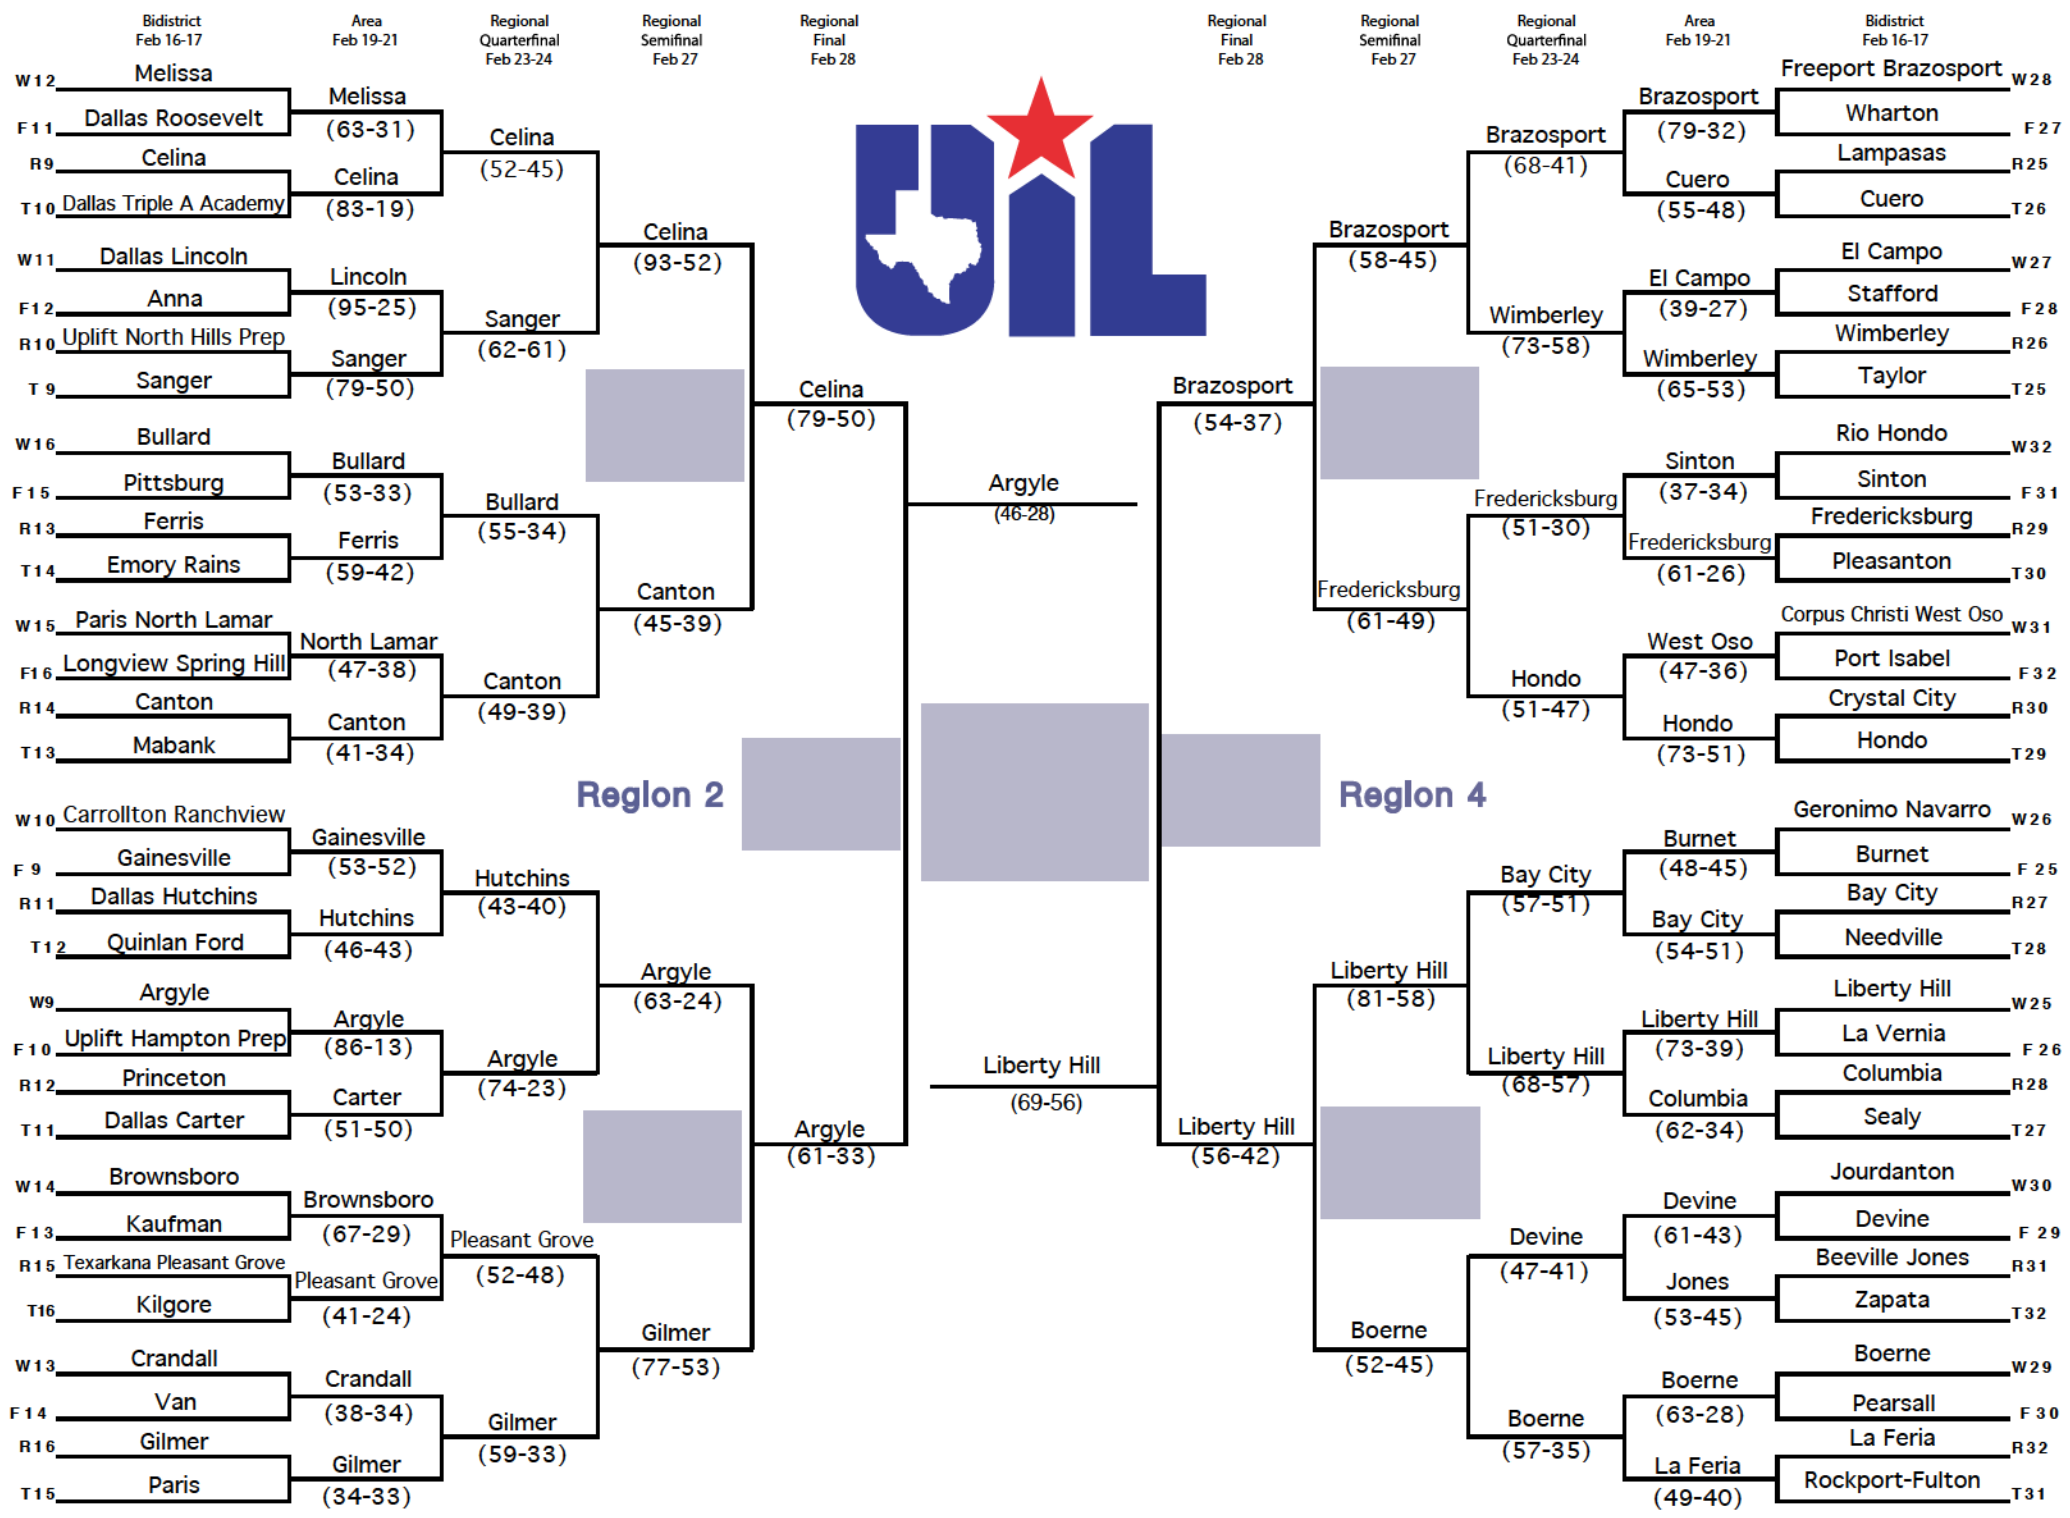 Bidistrict
Feb 16-17
Area
Feb 19-21
Regional
Quarterfinal
Feb 23-24
Regional
Semifinal
Feb 27
Regional
Final
Feb 28
Regional
Final
Feb 28
Regional
Semifinal
Feb 27
Regional
Quarterfinal
Feb 23-24
Area
Feb 19-21
Bidistrict
Feb 16-17
UIL
W12 Melissa
F11 Dallas Roosevelt
R9 Celina
T10 Dallas Triple A Academy
W11 Dallas Lincoln
F12 Anna
R10 Uplift North Hills Prep
T 9 Sanger
W16 Bullard
F15 Pittsburg
R13 Ferris
T14 Emory Rains
W15 Paris North Lamar
F16 Longview Spring Hill
R14 Canton
T13 Mabank
W10 Carrollton Ranchview
F 9 Gainesville
R11 Dallas Hutchins
T12 Quinlan Ford
W9 Argyle
F10 Uplift Hampton Prep
R12 Princeton
T11 Dallas Carter
W14 Brownsboro
F13 Kaufman
R15 Texarkana Pleasant Grove
T16 Kilgore
W13 Crandall
F14 Van
R16 Gilmer
T15 Paris
Melissa
(63-31)
Celina
(83-19)
Lincoln
(95-25)
Sanger
(79-50)
Bullard
(53-33)
Ferris
(59-42)
North Lamar
(47-38)
Canton
(41-34)
Gainesville
(53-52)
Hutchins
(46-43)
Argyle
(86-13)
Carter
(51-50)
Brownsboro
(67-29)
Pleasant Grove
(41-24)
Crandall
(38-34)
Gilmer
(34-33)
Celina
(52-45)
Sanger
(62-61)
Bullard
(55-34)
Canton
(49-39)
Hutchins
(43-40)
Argyle
(74-23)
Pleasant Grove
(52-48)
Gilmer
(59-33)
Celina
(93-52)
Canton
(45-39)
Region 2
Argyle
(63-24)
Gilmer
(77-53)
Celina
(79-50)
Argyle
(61-33)
Argyle
(46-28)
Liberty Hill
(69-56)
Brazosport
(54-37)
Liberty Hill
(56-42)
Brazosport
(58-45)
Fredericksburg
(61-49)
Region 4
Liberty Hill
(81-58)
Boerne
(52-45)
Brazosport
(68-41)
Wimberley
(73-58)
Fredericksburg
(51-30)
Hondo
(51-47)
Bay City
(57-51)
Liberty Hill
(68-57)
Devine
(47-41)
Boerne
(57-35)
Brazosport
(79-32)
Cuero
(55-48)
El Campo
(39-27)
Wimberley
(65-53)
Sinton
(37-34)
Fredericksburg
(61-26)
West Oso
(47-36)
Hondo
(73-51)
Burnet
(48-45)
Bay City
(54-51)
Liberty Hill
(73-39)
Columbia
(62-34)
Devine
(61-43)
Jones
(53-45)
Boerne
(63-28)
La Feria
(49-40)
Freeport Brazosport W28
Wharton F27
Lampasas R25
Cuero T26
El Campo W27
Stafford F28
Wimberley R26
Taylor T25
Rio Hondo W32
Sinton F31
Fredericksburg R29
Pleasanton T30
Corpus Christi West Oso W31
Port Isabel F32
Crystal City R30
Hondo T29
Geronimo Navarro W26
Burnet F25
Bay City R27
Needville T28
Liberty Hill W25
La Vernia F26
Columbia R28
Sealy T27
Jourdanton W30
Devine F29
Beeville Jones R31
Zapata T32
Boerne W29
Pearsall F30
La Feria R32
Rockport-Fulton T31